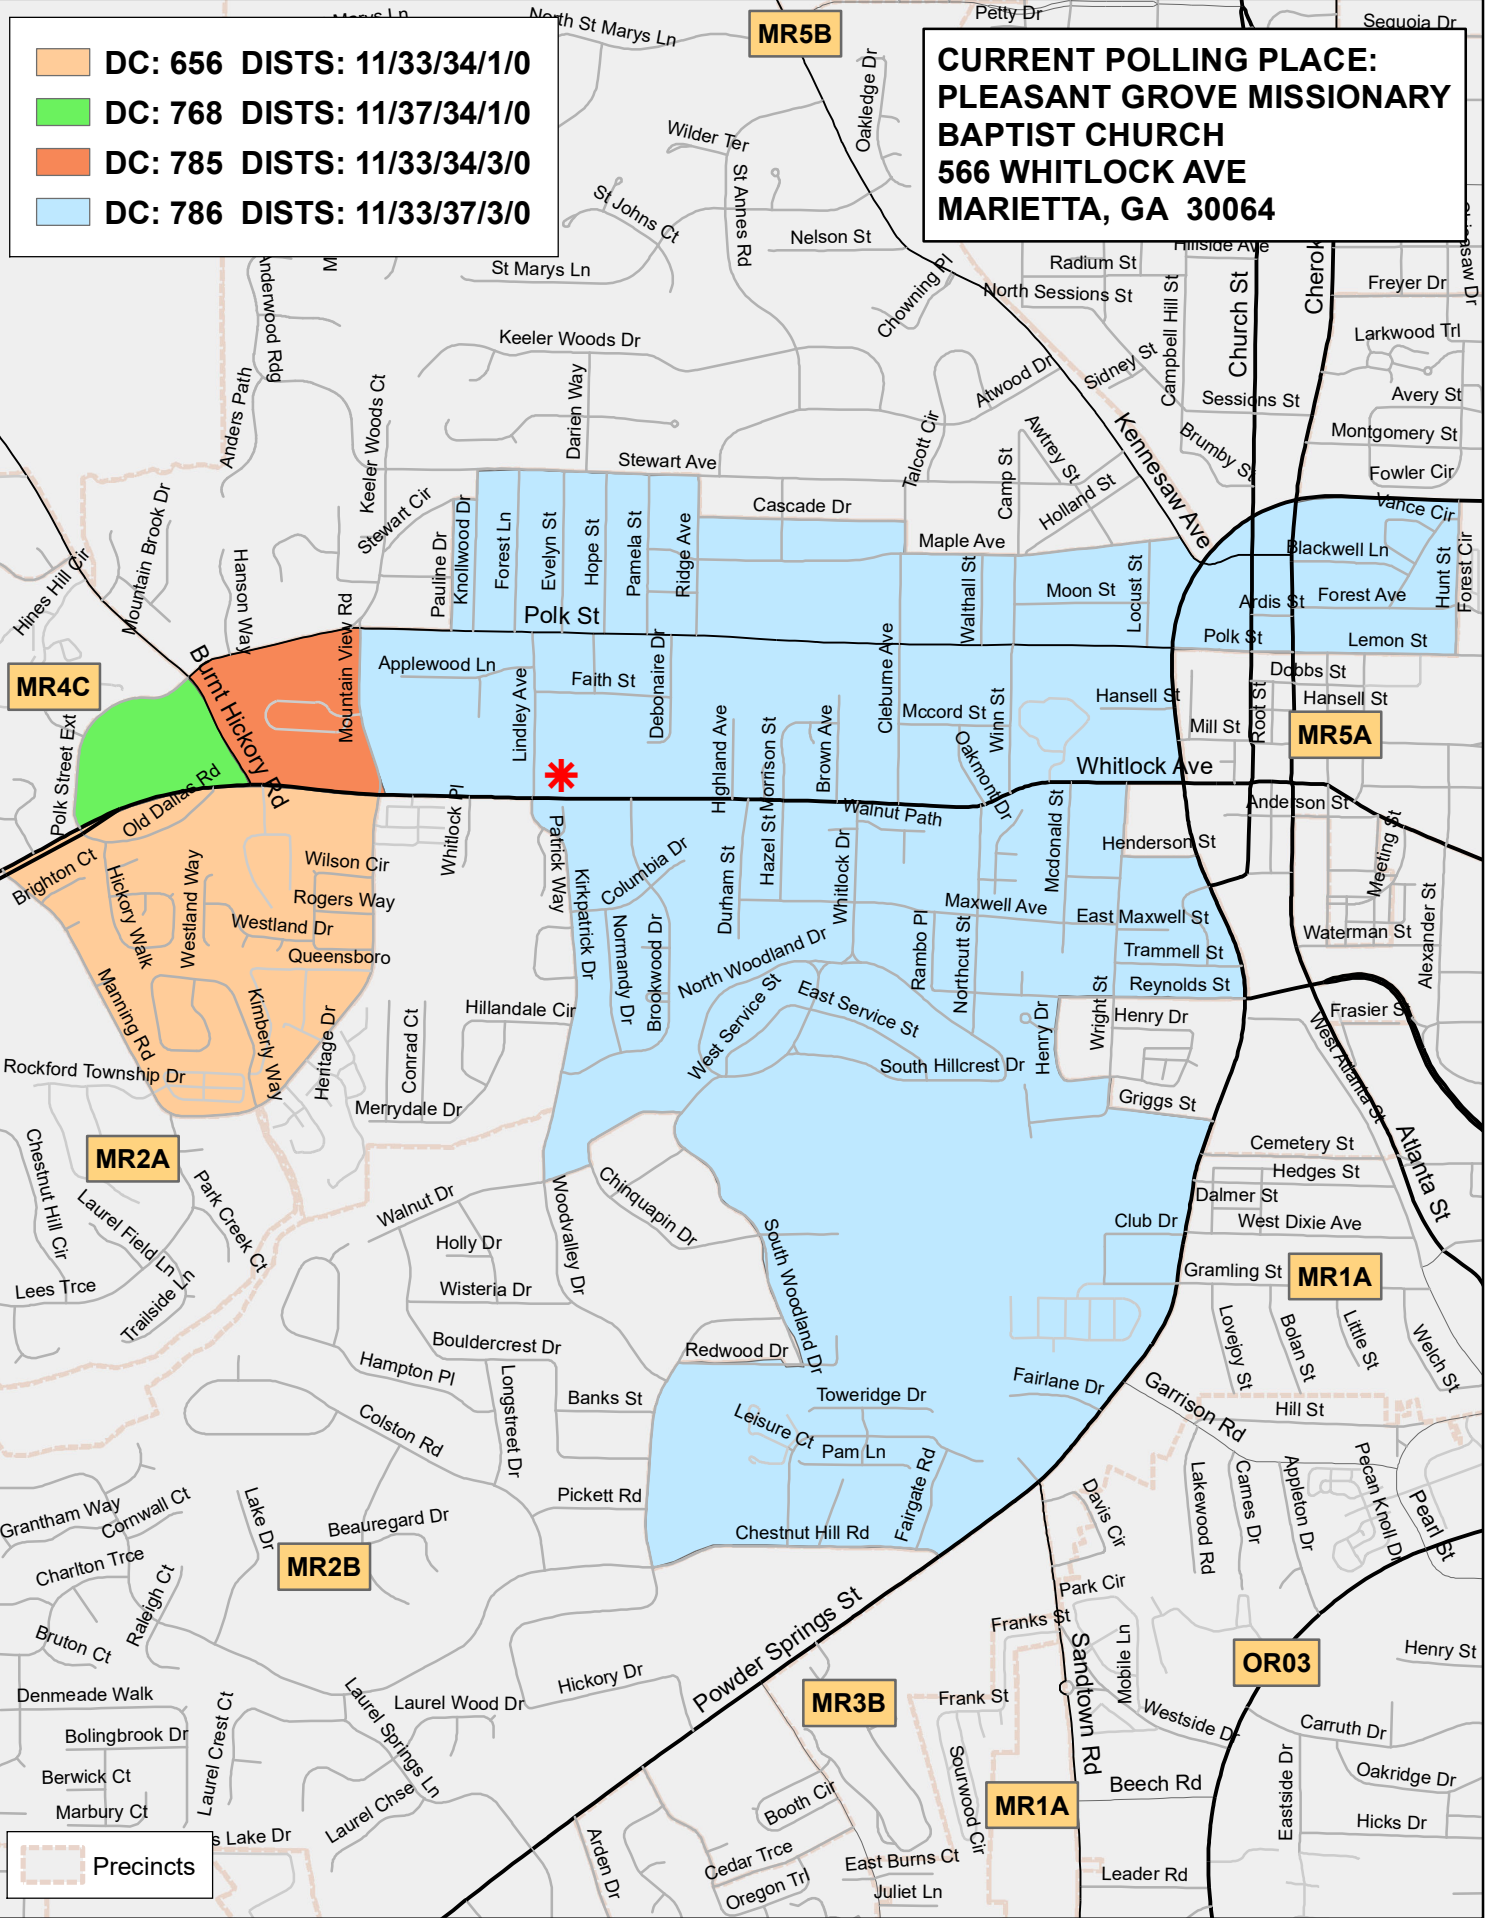 DC: 656 DISTS: 11/33/34/1/0
DC: 768 DISTS: 11/37/34/1/0
DC: 785 DISTS: 11/33/34/3/0
DC: 786 DISTS: 11/33/37/3/0
CURRENT POLLING PLACE:
PLEASANT GROVE MISSIONARY
BAPTIST CHURCH
566 WHITLOCK AVE
MARIETTA, GA 30064
North St Marys Ln
MR5B
Petty Dr
Sequoia Dr
Oakledge Dr
Wilder Ter
St Annes Rd
St Johns Ct
Nelson St
St Marys Ln
Hillside Ave
Radium St
North Sessions St
Chowning Pl
Campbell Hill St
Church St
Freyer Dr
Larkwood Trl
Anderwood Rdg
Keeler Woods Dr
Sidney St
Atwood Dr
Sessions St
Avery St
Anders Path
Keeler Woods Ct
Darien Way
Talcott Cir
Awtrey St
Kennesaw Ave
Brumby St
Montgomery St
Stewart Ave
Camp St
Holland St
Fowler Cir
Mountain Brook Dr
Stewart Cir
Cascade Dr
Vance Cir
Hines Hill Cir
Hanson Way
Pauline Dr
Knollwood Dr
Forest Ln
Evelyn St
Hope St
Pamela St
Ridge Ave
Maple Ave
Walthall St
Moon St
Locust St
Blackwell Ln
Hunt St
Forest Cir
Ardis St
Forest Ave
Mountain View Rd
Polk St
Polk St
Lemon St
MR4C
Burnt Hickory Rd
Applewood Ln
Faith St
Debonaire Dr
Lindley Ave
Cleburne Ave
Mccord St
Winn St
Hansell St
Dobbs St
Hansell St
Root St
Mill St
MR5A
Polk Street Ext
Highland Ave
Morrison St
Brown Ave
Oakmont Dr
Whitlock Ave
Old Dallas Rd
Walnut Path
Anderson St
Whitlock Pl
Patrick Way
Hazel St
Whitlock Dr
Mcdonald St
Henderson St
Meeting St
Brighton Ct
Hickory Walk
Westland Way
Wilson Cir
Rogers Way
Westland Dr
Queensboro
Kirkpatrick Dr
Columbia Dr
Durham St
Maxwell Ave
East Maxwell St
Alexander St
Waterman St
Normandy Dr
Brookwood Dr
North Woodland Dr
Rambo Pl
Northcutt St
Trammell St
Reynolds St
Manning Rd
Kimberly Way
Heritage Dr
Hillandale Cir
Conrad Ct
West Service St
East Service St
Henry Dr
Wright St
Henry Dr
Frasier St
West Atlanta St
Rockford Township Dr
Merrydale Dr
South Hillcrest Dr
Griggs St
Atlanta St
MR2A
Chestnut Hill Cir
Laurel Field Ln
Park Creek Ct
Walnut Dr
Woodvalley Dr
Chinquapin Dr
Cemetery St
Hedges St
Dalmer St
West Dixie Ave
Club Dr
Holly Dr
South Woodland Dr
Lees Trce
Trailside Ln
Wisteria Dr
Gramling St
MR1A
Bouldercrest Dr
Redwood Dr
Lovejoy St
Bolan St
Little St
Welch St
Hampton Pl
Longstreet Dr
Banks St
Toweridge Dr
Fairlane Dr
Garrison Rd
Hill St
Colston Rd
Leisure Ct
Pam Ln
Fairgate Rd
Lakewood Rd
Carnes Dr
Appleton Dr
Pecan Knoll Dr
Pearl St
Pickett Rd
Davis Cir
Grantham Way
Cornwall Ct
Lake Dr
Beauregard Dr
Chestnut Hill Rd
Charlton Trce
MR2B
Raleigh Ct
Park Cir
Bruton Ct
Powder Springs St
Franks St
Sandtown Rd
Mobile Ln
OR03
Henry St
Denmeade Walk
Laurel Springs Ln
Laurel Wood Dr
Hickory Dr
MR3B
Frank St
Westside Dr
Carruth Dr
Bolingbrook Dr
Laurel Crest Ct
Berwick Ct
Marbury Ct
Laurel Chse
Booth Cir
Sourwood Cir
MR1A
Beech Rd
Eastside Dr
Oakridge Dr
Hicks Dr
s Lake Dr
Precincts
Arden Dr
Cedar Trce
Oregon Trl
East Burns Ct
Juliet Ln
Leader Rd